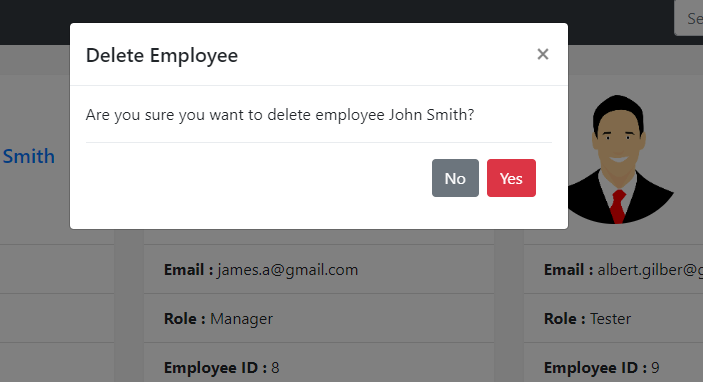 Se
Delete Employee
×
Are you sure you want to delete employee John Smith?
No
Yes
Smith
Email : james.a@gmail.com
Role : Manager
Employee ID : 8
Email : albert.gilber@g
Role : Tester
Employee ID : 9